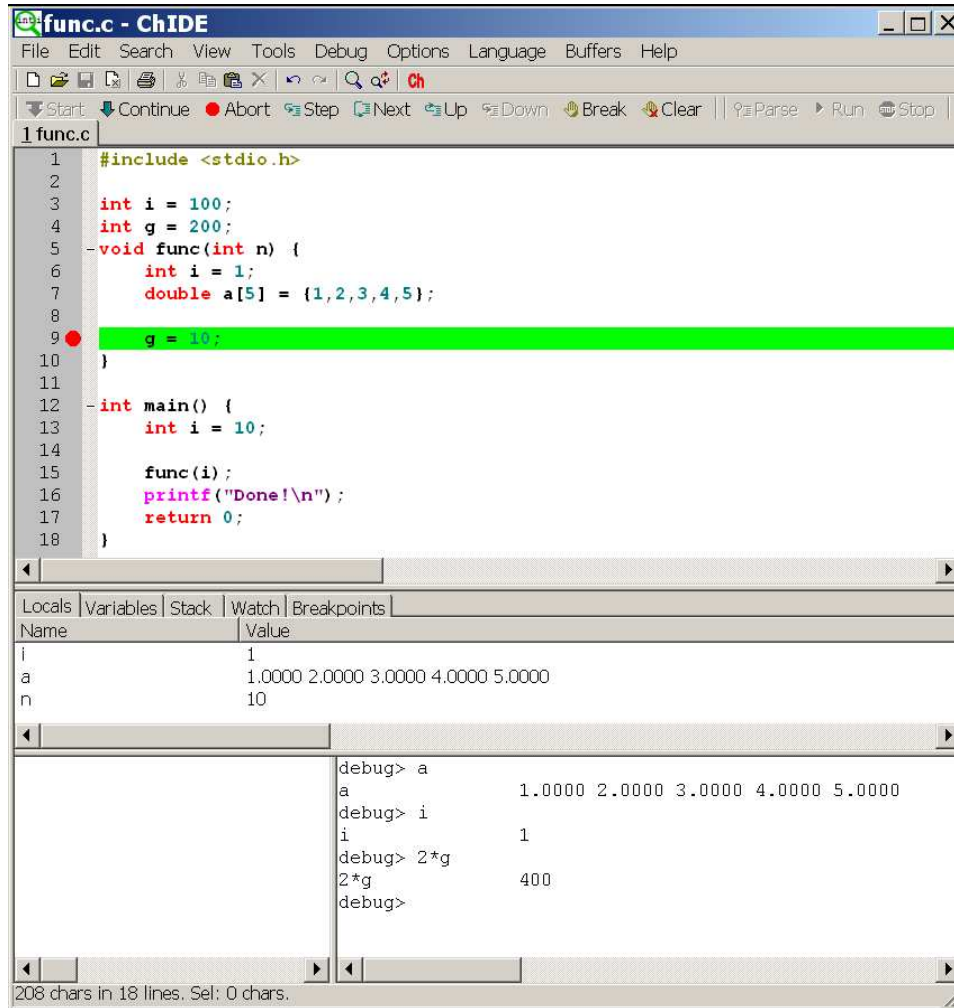 func.c - ChIDE
File Edit Search View Tools Debug Options Language Buffers Help
Ch
Start Continue Abort Step Next Up Down Break Clear Parse Run Stop
1 func.c
1 #include <stdio.h>
2
3 int i = 100;
4 int g = 200;
5 void func(int n) {
6 int i = 1;
7 double a[5] = {1,2,3,4,5};
8
9 g = 10;
10 }
11
12 int main() {
13 int i = 10;
14
15 func(i);
16 printf("Done!\n");
17 return 0;
18 }
Locals Variables Stack Watch Breakpoints
Name Value
i 1
a 1.0000 2.0000 3.0000 4.0000 5.0000
n 10
debug> a
a 1.0000 2.0000 3.0000 4.0000 5.0000
debug> i
i 1
debug> 2*g
2*g 400
debug>
208 chars in 18 lines. Sel: 0 chars.